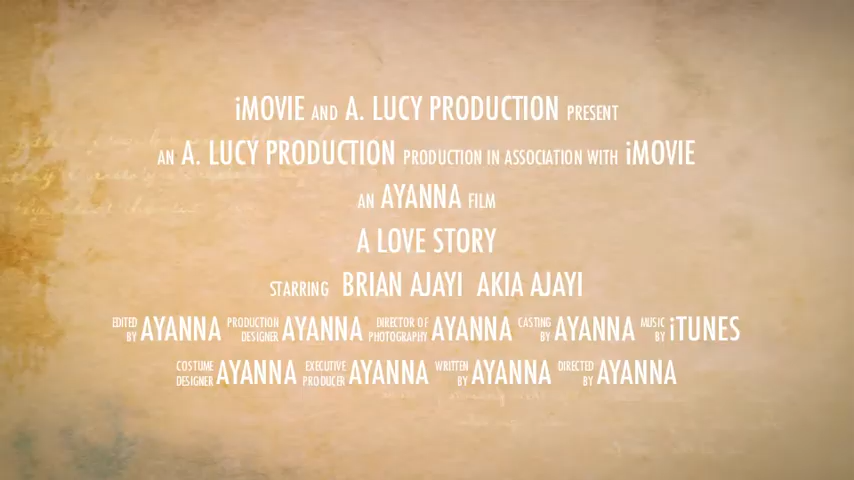 iMOVIE AND A. LUCY PRODUCTION PRESENT
AN A. LUCY PRODUCTION PRODUCTION IN ASSOCIATION WITH iMOVIE
AN AYANNA FILM
A LOVE STORY
STARRING BRIAN AJAYI AKIA AJAYI
EDITED BY AYANNA PRODUCTION DESIGNER AYANNA DIRECTOR OF PHOTOGRAPHY AYANNA CASTING BY AYANNA MUSIC BY iTUNES
COSTUME DESIGNER AYANNA EXECUTIVE PRODUCER AYANNA WRITTEN BY AYANNA DIRECTED BY AYANNA